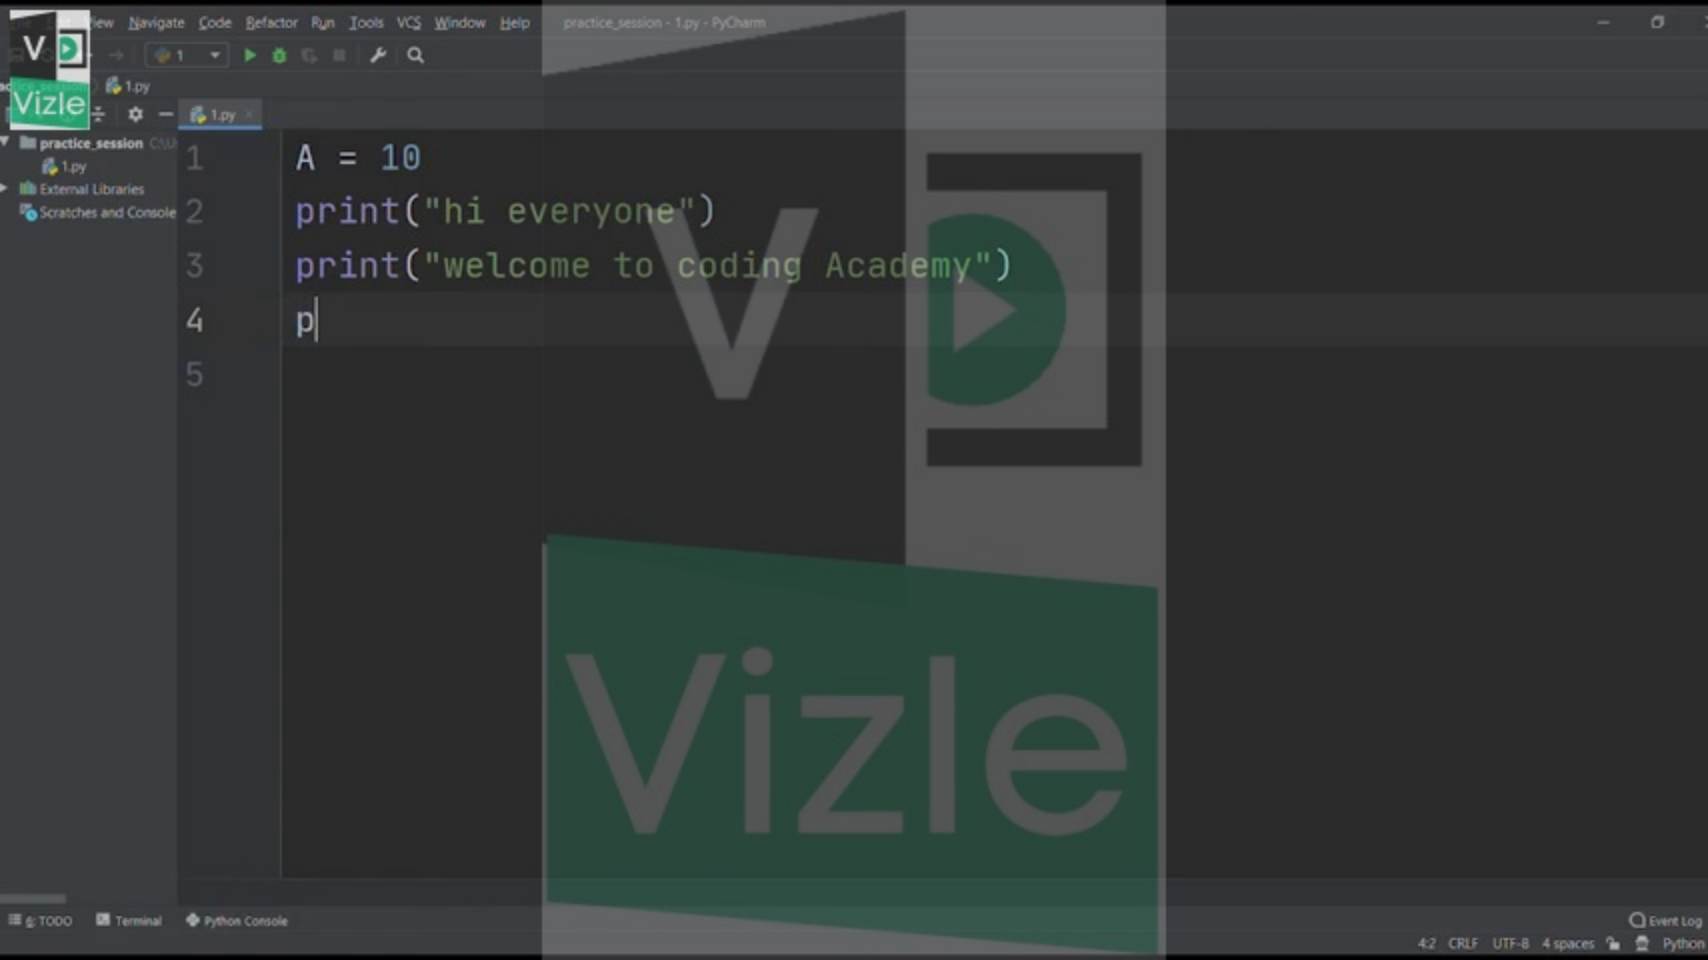 View Navigate Code Refactor Run Tools VCS Window Help practice_session - 1.py - PyCharm
1
1.py
V
Vizle
1.py
practice_session
1.py
External Libraries
Scratches and Console
1 A = 10
2 print("hi everyone")
3 print("welcome to coding Academy")
4 p
5
V
Vizle
6: TODO Terminal Python Console Event Log
4:2 CRLF UTF-8 4 spaces Python